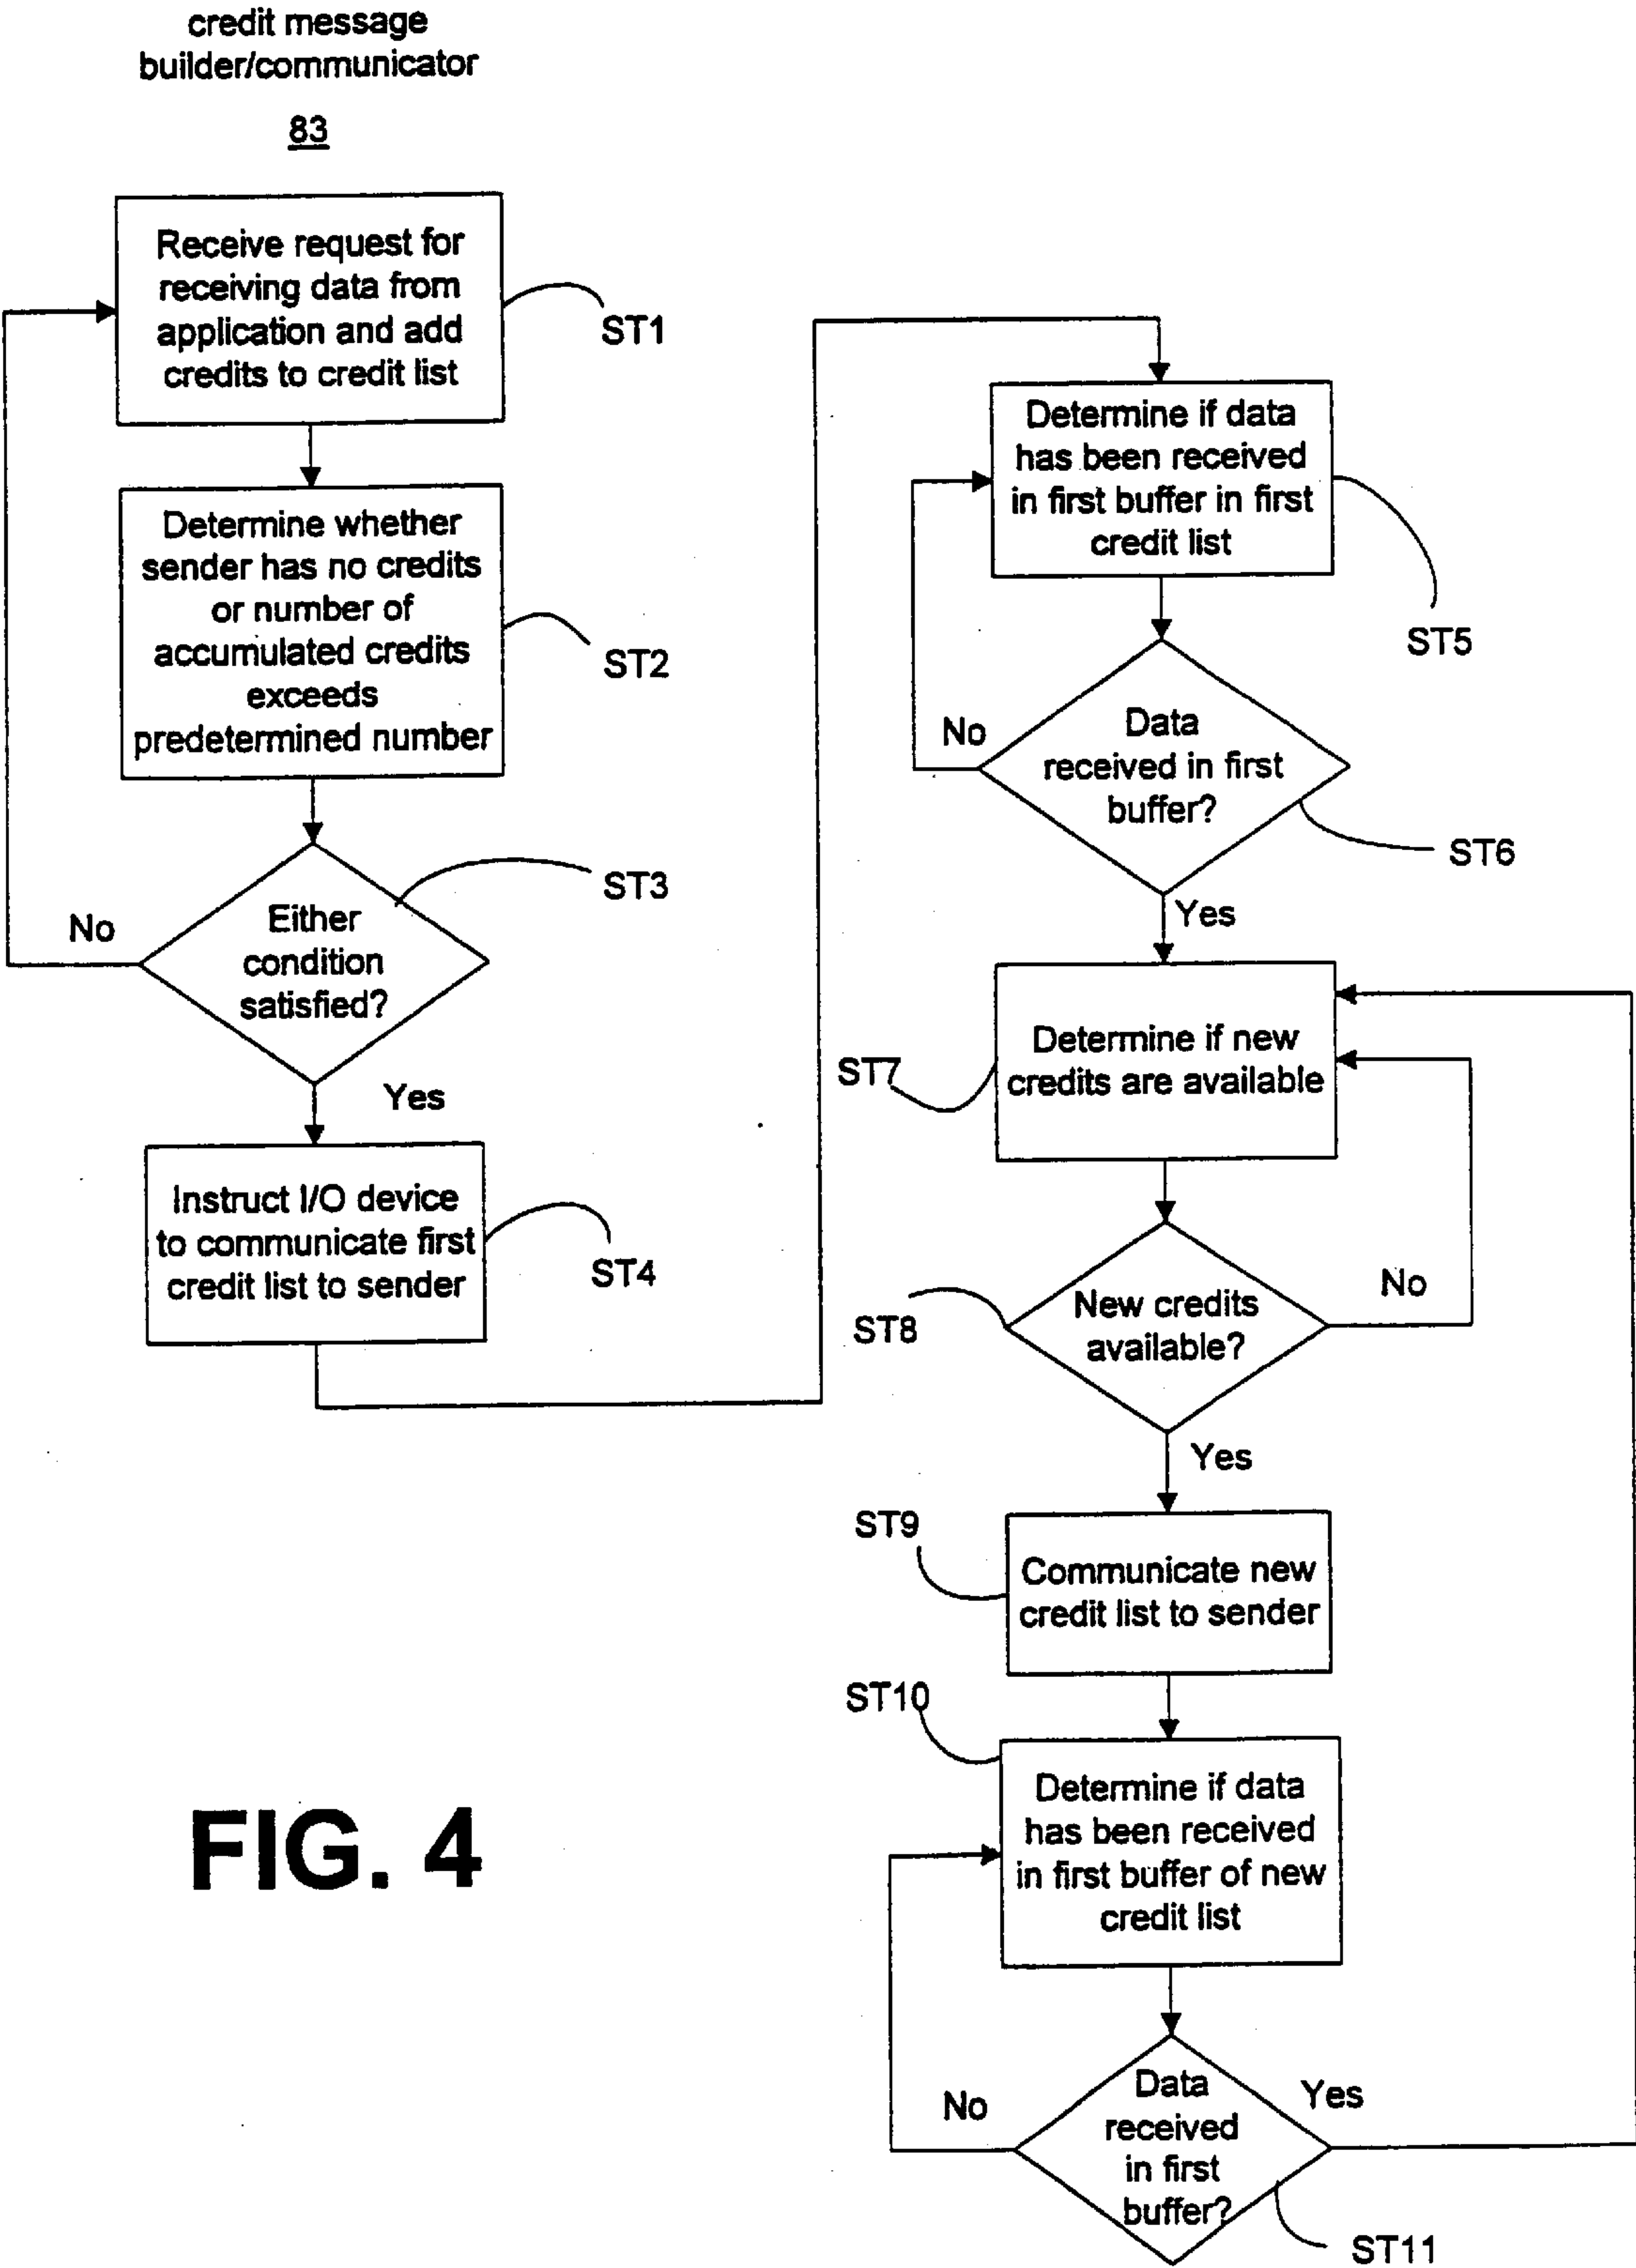 credit message
builder/communicator
83
Receive request for
receiving data from
application and add
credits to credit list
ST1
Determine whether
sender has no credits
or number of
accumulated credits
exceeds
predetermined number
ST2
Either
condition
satisfied?
ST3
No
Yes
Instruct I/O device
to communicate first
credit list to sender
ST4
Determine if data
has been received
in first buffer in first
credit list
ST5
Data
received in first
buffer?
No
ST6
Yes
Determine if new
credits are available
ST7
New credits
available?
No
ST8
Yes
Communicate new
credit list to sender
ST9
ST10
Determine if data
has been received
in first buffer of new
credit list
Data
received
in first
buffer?
No
Yes
ST11
FIG. 4